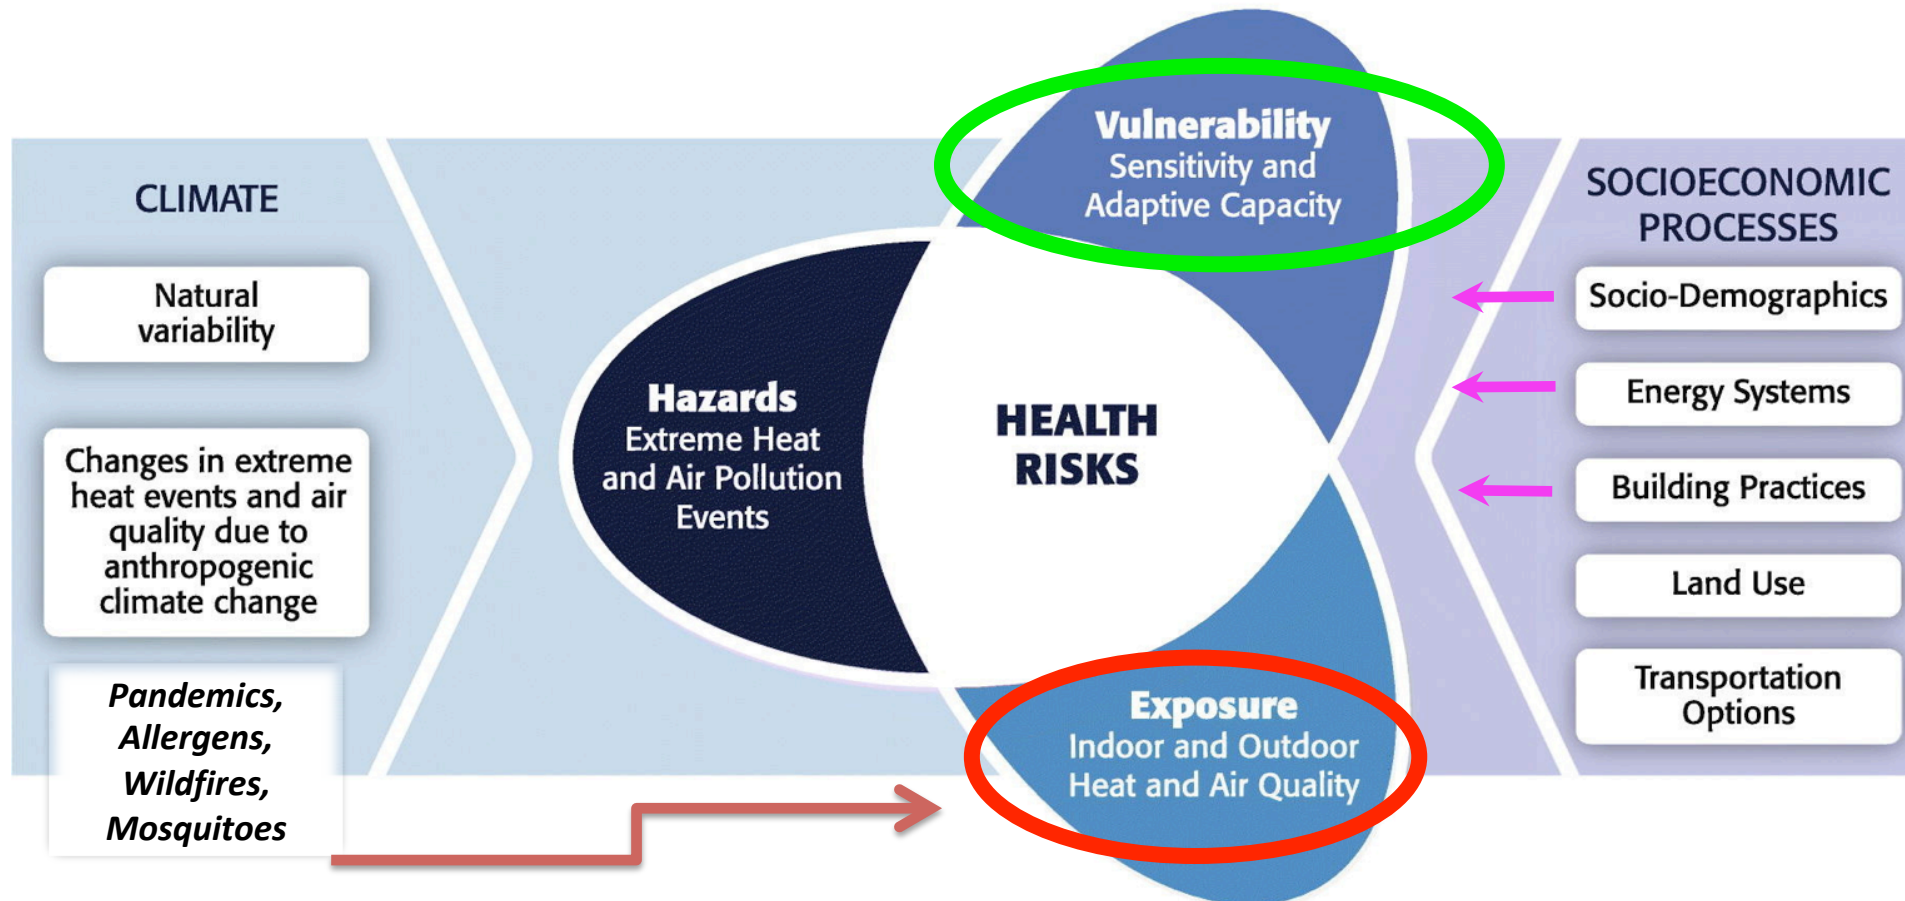 CLIMATE
Natural
variability
Changes in extreme
heat events and air
quality due to
anthropogenic
climate change
Pandemics,
Allergens,
Wildfires,
Mosquitoes
Hazards
Extreme Heat
and Air Pollution
Events
Vulnerability
Sensitivity and
Adaptive Capacity
HEALTH
RISKS
Exposure
Indoor and Outdoor
Heat and Air Quality
SOCIOECONOMIC
PROCESSES
Socio-Demographics
Energy Systems
Building Practices
Land Use
Transportation
Options